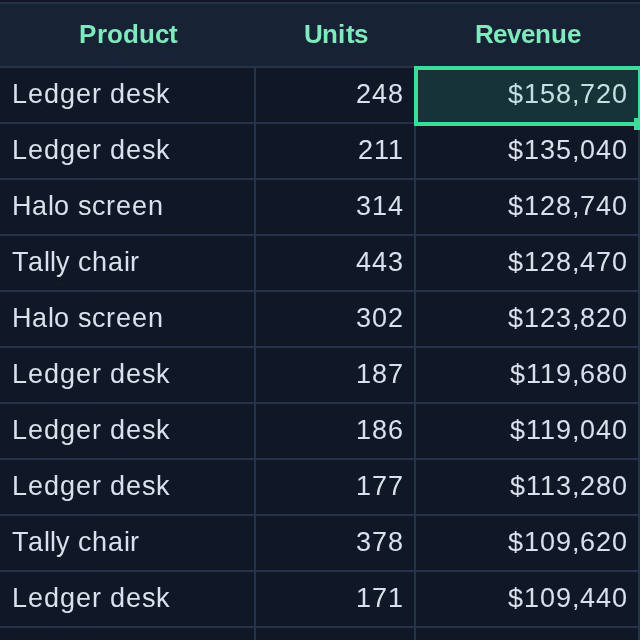 Product Units Revenue
Ledger desk 248 $158,720
Ledger desk 211 $135,040
Halo screen 314 $128,740
Tally chair 443 $128,470
Halo screen 302 $123,820
Ledger desk 187 $119,680
Ledger desk 186 $119,040
Ledger desk 177 $113,280
Tally chair 378 $109,620
Ledger desk 171 $109,440